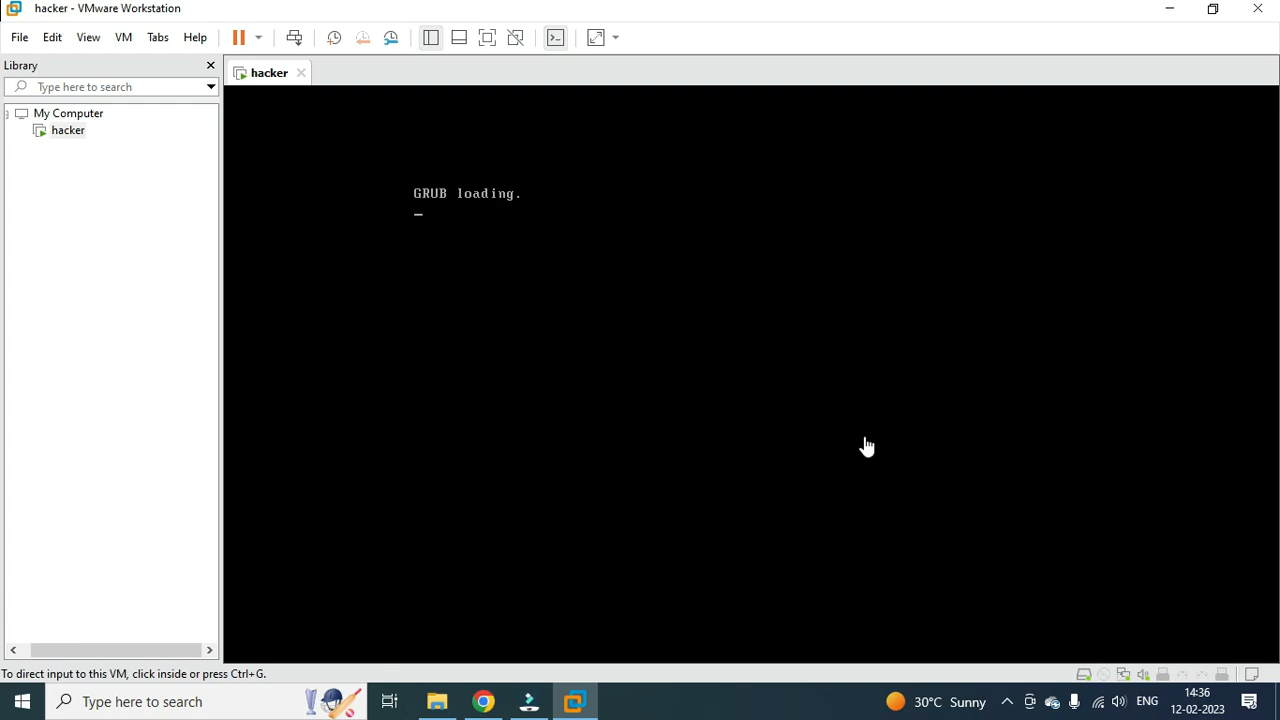 hacker - VMware Workstation
File Edit View VM Tabs Help
Library
hacker
Type here to search
My Computer
hacker
GRUB loading.
To direct input to this VM, click inside or press Ctrl+G.
Type here to search
30°C Sunny
ENG
14:36
12-02-2023